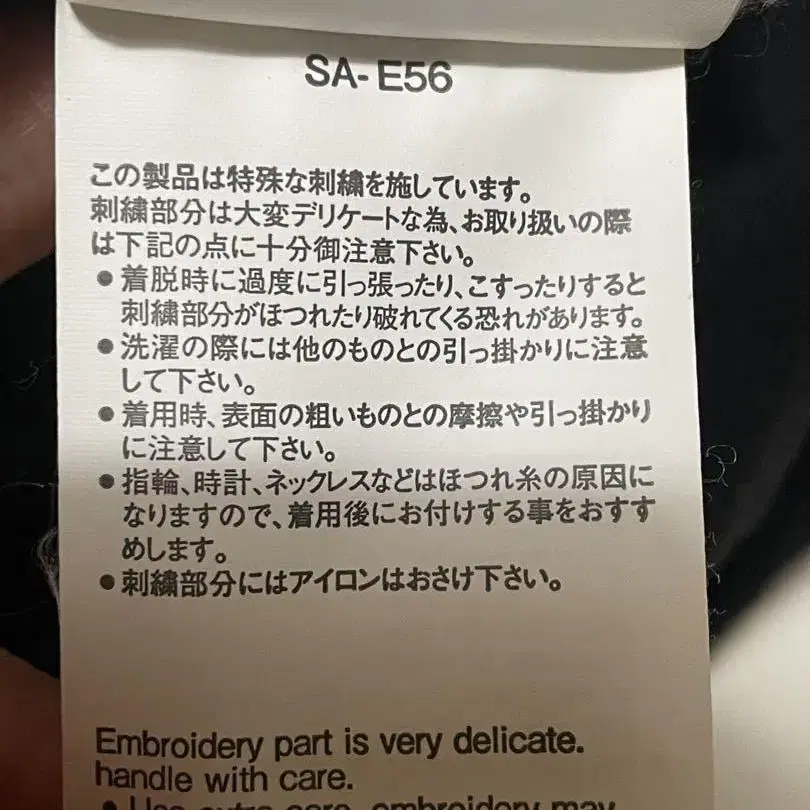 SA-E56
この製品は特殊な刺繍を施しています。
刺繍部分は大変デリケートな為、お取り扱いの際
は下記の点に十分御注意下さい。
●着脱時に過度に引っ張ったり、こすったりすると
刺繍部分がほつれたり破れてくる恐れがあります。
●洗濯の際には他のものとの引っ掛かりに注意
して下さい。
●着用時、表面の粗いものとの摩擦や引っ掛かり
に注意して下さい。
●指輪、時計、ネックレスなどはほつれ糸の原因に
なりますので、着用後にお付けする事をおすす
めします。
●刺繍部分にはアイロンはおさけ下さい。
Embroidery part is very delicate.
handle with care.
● Use extra care, embroidery may